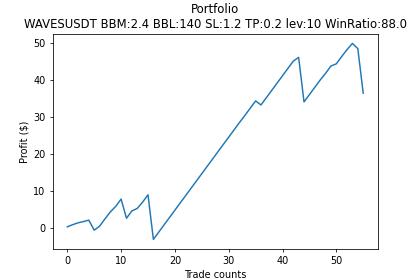 Portfolio
WAVESUSDT BBM:2.4 BBL:140 SL:1.2 TP:0.2 lev:10 WinRatio:88.0
50
40
30
20
10
0
Profit ($)
0 10 20 30 40 50
Trade counts